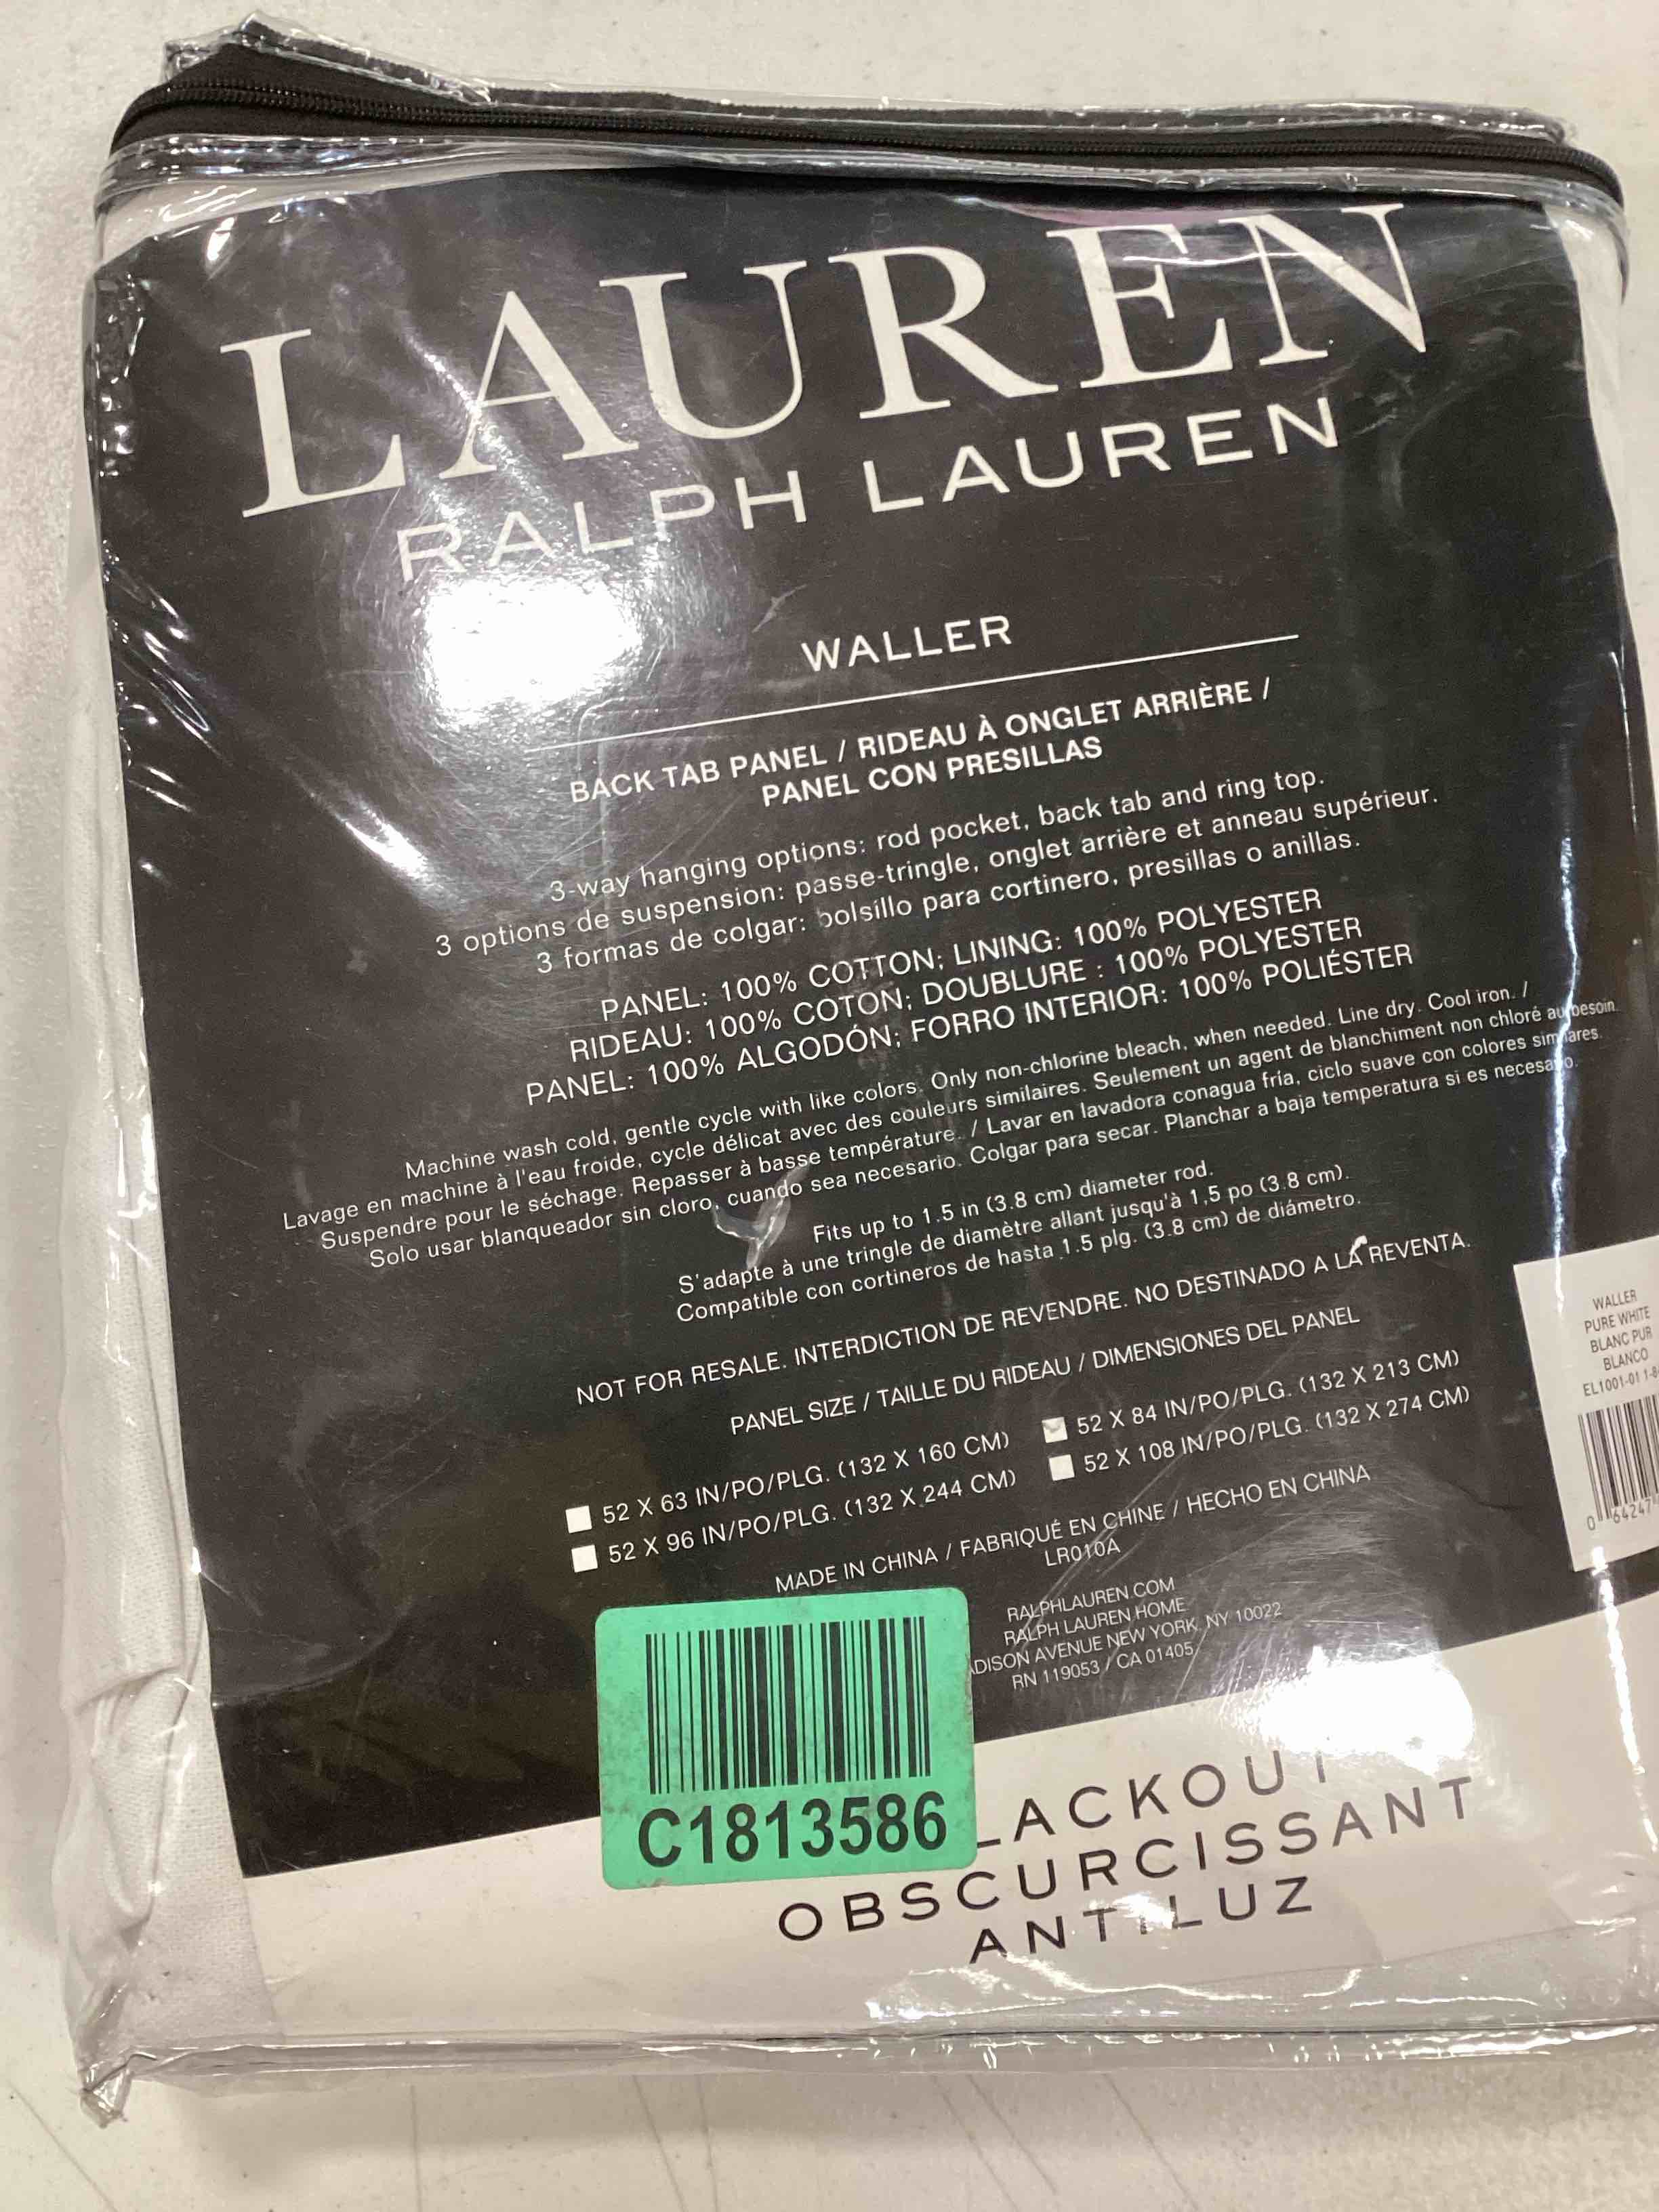 LAUREN
RALPH LAUREN
WALLER
BACK TAB PANEL / RIDEAU À ONGLET ARRIÈRE /
PANEL CON PRESILLAS
3-way hanging options: rod pocket, back tab and ring top.
3 options de suspension: passe-tringle, onglet arrière et anneau supérieur.
3 formas de colgar: bolsillo para cortinero, presillas o anillas.
PANEL: 100% COTTON; LINING: 100% POLYESTER
RIDEAU: 100% COTON; DOUBLURE : 100% POLYESTER
PANEL: 100% ALGODÓN; FORRO INTERIOR: 100% POLIÉSTER
Machine wash cold, gentle cycle with like colors. Only non-chlorine bleach, when needed. Line dry. Cool iron. /
Lavage en machine à l'eau froide, cycle délicat avec des couleurs similaires. Seulement un agent de blanchiment non chloré au besoin.
Suspendre pour le séchage. Repasser à basse température. / Lavar en lavadora conagua fría, ciclo suave con colores similares.
Solo usar blanqueador sin cloro, cuando sea necesario. Colgar para secar. Planchar a baja temperatura si es necesario.
Fits up to 1.5 in (3.8 cm) diameter rod.
S'adapte à une tringle de diamètre allant jusqu'à 1,5 po (3.8 cm).
Compatible con cortineros de hasta 1.5 plg. (3.8 cm) de diámetro.
NOT FOR RESALE. INTERDICTION DE REVENDRE. NO DESTINADO A LA REVENTA.
PANEL SIZE / TAILLE DU RIDEAU / DIMENSIONES DEL PANEL
52 X 63 IN/PO/PLG. (132 X 160 CM) 52 X 84 IN/PO/PLG. (132 X 213 CM)
52 X 96 IN/PO/PLG. (132 X 244 CM) 52 X 108 IN/PO/PLG. (132 X 274 CM)
MADE IN CHINA / FABRIQUÉ EN CHINE / HECHO EN CHINA
LR010A
RALPHLAUREN.COM
RALPH LAUREN HOME
ADISON AVENUE NEW YORK, NY 10022
RN 119053 / CA 01405
WALLER
PURE WHITE
BLANC PUR
BLANCO
EL1001-01 1-8
0 64247
C1813586
LACKOUT
OBSCURCISSANT
ANTILUZ